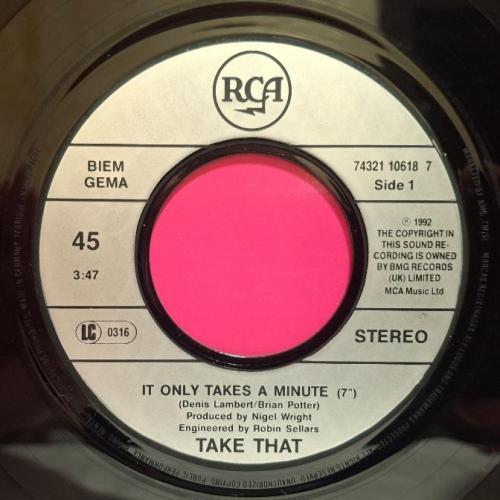 RCA
BIEM
GEMA
74321 10618 7
Side 1
45
3:47
℗ 1992
THE COPYRIGHT IN
THIS SOUND RE-
CORDING IS OWNED
BY BMG RECORDS
(UK) LIMITED
MCA Music Ltd
LC 0316
STEREO
IT ONLY TAKES A MINUTE (7")
(Denis Lambert/Brian Potter)
Produced by Nigel Wright
Engineered by Robin Sellars
TAKE THAT